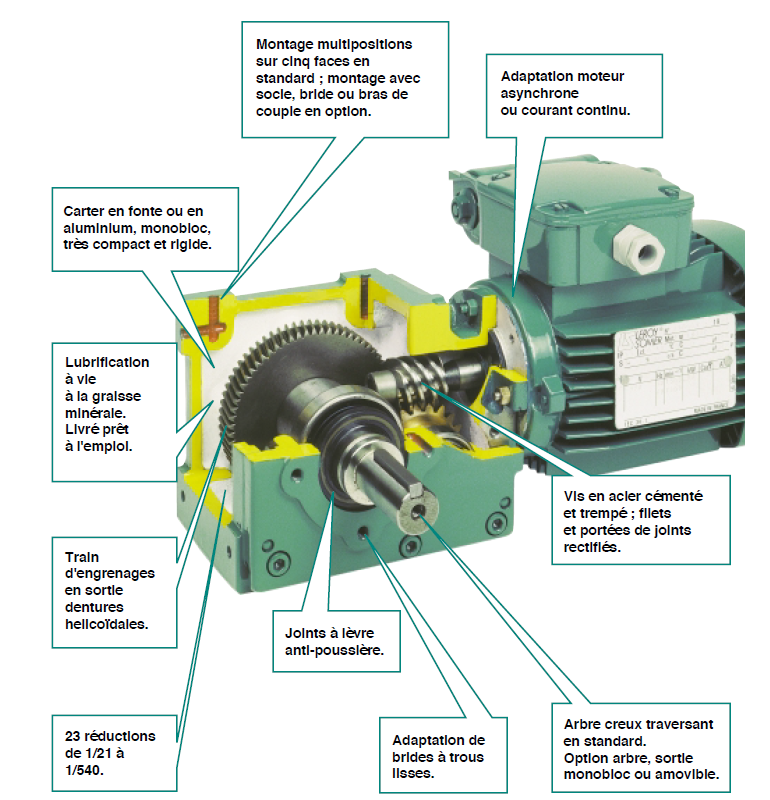 Montage multipositions
sur cinq faces en
standard ; montage avec
socle, bride ou bras de
couple en option.
Adaptation moteur
asynchrone
ou courant continu.
Carter en fonte ou en
aluminium, monobloc,
très compact et rigide.
LEROY
SOMER
Lubrification
à vie
à la graisse
minérale.
Livré prêt
à l'emploi.
Vis en acier cémenté
et trempé ; filets
et portées de joints
rectifiés.
Train
d'engrenages
en sortie
dentures
helicoïdales.
Joints à lèvre
anti-poussière.
23 réductions
de 1/21 à
1/540.
Adaptation de
brides à trous
lisses.
Arbre creux traversant
en standard.
Option arbre, sortie
monobloc ou amovible.